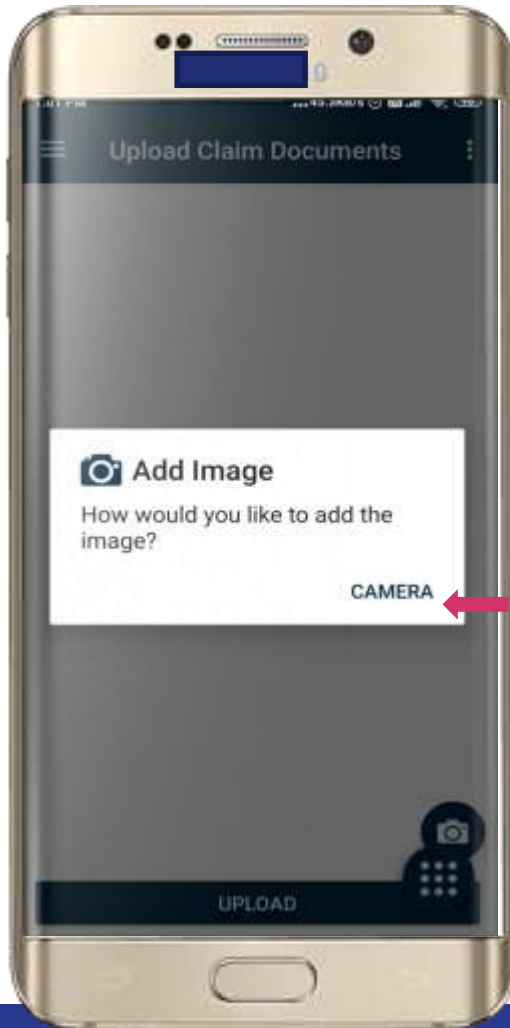 Upload Claim Documents
Add Image
How would you like to add the
image?
CAMERA
UPLOAD